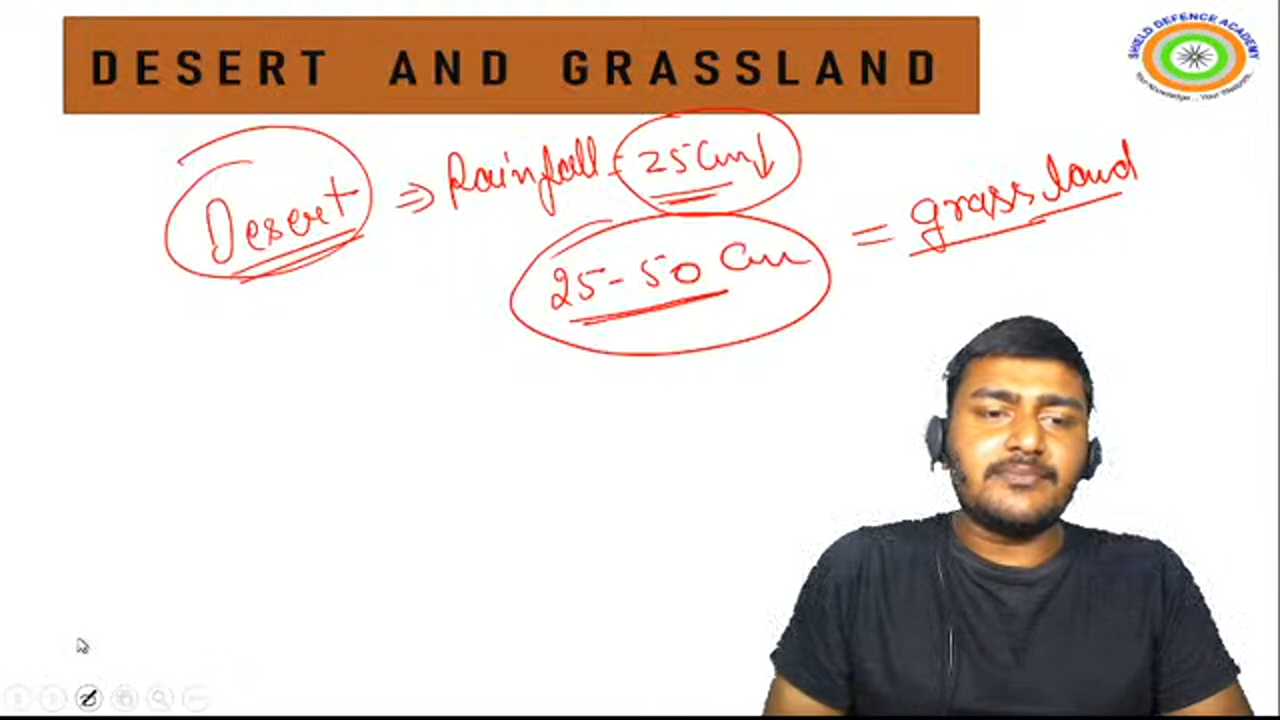 DESERT AND GRASSLAND
SHIELD DEFENCE ACADEMY
Desert ⇒ Rainfall = 25 cm ↓
25-50 cm = grassland